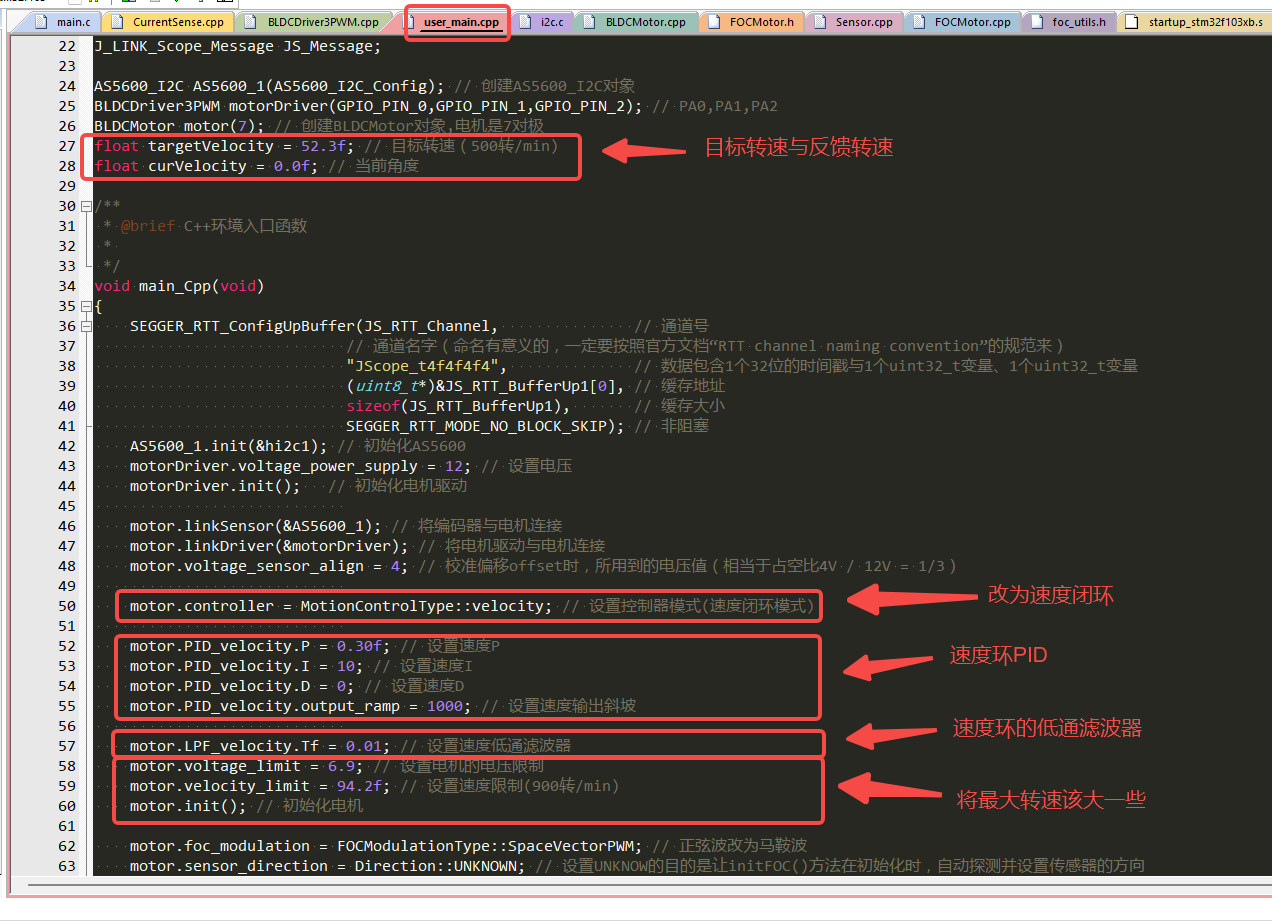 main.c CurrentSense.cpp BLDCDriver3PWM.cpp user_main.cpp i2c.c BLDCMotor.cpp FOCMotor.h Sensor.cpp FOCMotor.cpp foc_utils.h startup_stm32f103xb.s
22 J_LINK_Scope_Message JS_Message;
23
24 AS5600_I2C AS5600_1(AS5600_I2C_Config); // 创建AS5600_I2C对象
25 BLDCDriver3PWM motorDriver(GPIO_PIN_0,GPIO_PIN_1,GPIO_PIN_2); // PA0,PA1,PA2
26 BLDCMotor motor(7); // 创建BLDCMotor对象,电机是7对极
27 float targetVelocity = 52.3f; // 目标转速（500转/min）
目标转速与反馈转速
28 float curVelocity = 0.0f; // 当前角度
29
30 /**
31 * @brief C++环境入口函数
32 *
33 */
34 void main_Cpp(void)
35 {
36 SEGGER_RTT_ConfigUpBuffer(JS_RTT_Channel, // 通道号
37 // 通道名字（命名有意义的，一定要按照官方文档“RTT channel naming convention”的规范来）
38 "JScope_t4f4f4f4", // 数据包含1个32位的时间戳与1个uint32_t变量、1个uint32_t变量
39 (uint8_t*)&JS_RTT_BufferUp1[0], // 缓存地址
40 sizeof(JS_RTT_BufferUp1), // 缓存大小
41 SEGGER_RTT_MODE_NO_BLOCK_SKIP); // 非阻塞
42 AS5600_1.init(&hi2c1); // 初始化AS5600
43 motorDriver.voltage_power_supply = 12; // 设置电压
44 motorDriver.init(); // 初始化电机驱动
45
46 motor.linkSensor(&AS5600_1); // 将编码器与电机连接
47 motor.linkDriver(&motorDriver); // 将电机驱动与电机连接
48 motor.voltage_sensor_align = 4; // 校准偏移offset时，所用到的电压值（相当于占空比4V / 12V = 1/3）
49
50 motor.controller = MotionControlType::velocity; // 设置控制器模式(速度闭环模式)
改为速度闭环
51
52 motor.PID_velocity.P = 0.30f; // 设置速度P
53 motor.PID_velocity.I = 10; // 设置速度I
速度环PID
54 motor.PID_velocity.D = 0; // 设置速度D
55 motor.PID_velocity.output_ramp = 1000; // 设置速度输出斜坡
56
速度环的低通滤波器
57 motor.LPF_velocity.Tf = 0.01; // 设置速度低通滤波器
58 motor.voltage_limit = 6.9; // 设置电机的电压限制
59 motor.velocity_limit = 94.2f; // 设置速度限制(900转/min)
将最大转速该大一些
60 motor.init(); // 初始化电机
61
62 motor.foc_modulation = FOCModulationType::SpaceVectorPWM; // 正弦波改为马鞍波
63 motor.sensor_direction = Direction::UNKNOWN; // 设置UNKNOW的目的是让initFOC()方法在初始化时，自动探测并设置传感器的方向